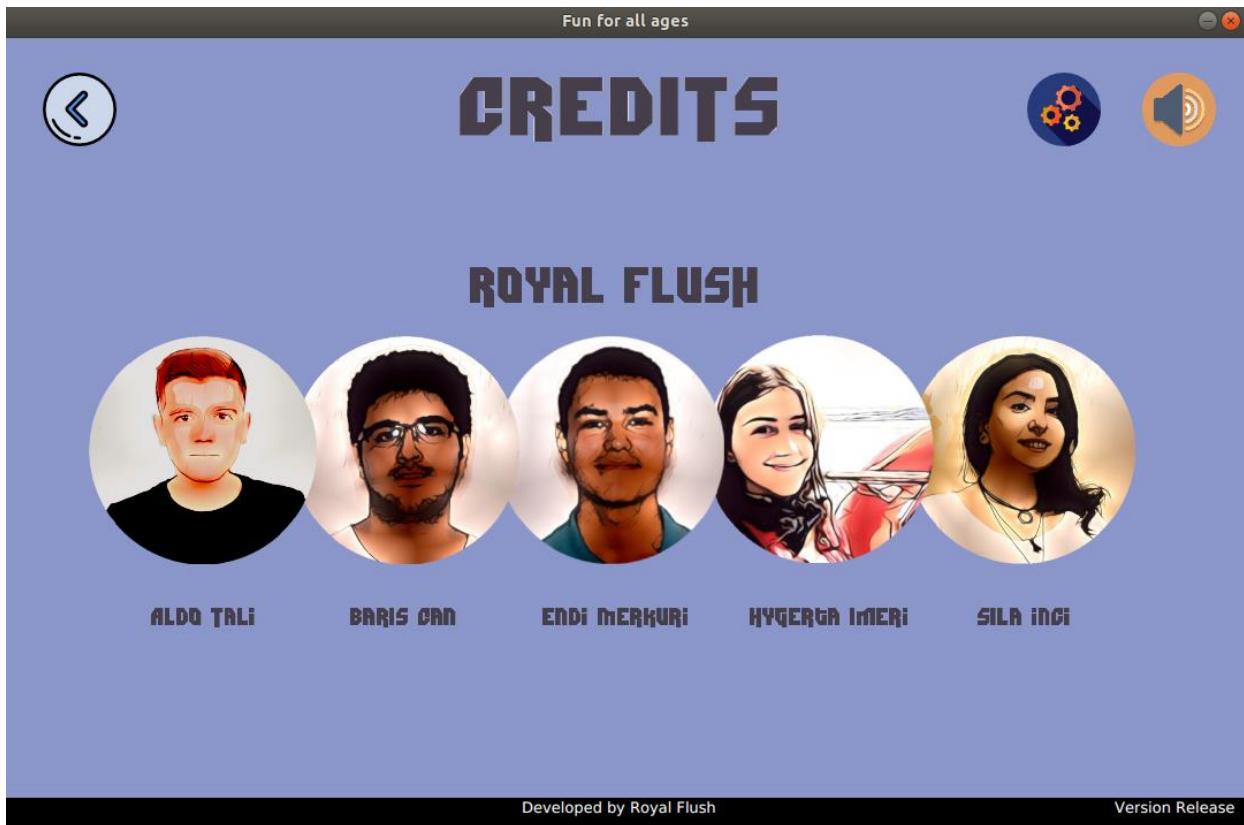 Fun for all ages
CREDITS
ROYAL FLUSH
ALDO TALi
BARIS CAN
ENDi MERKURi
HYGERtA IMERi
SILA iNCi
Developed by Royal Flush
Version Release